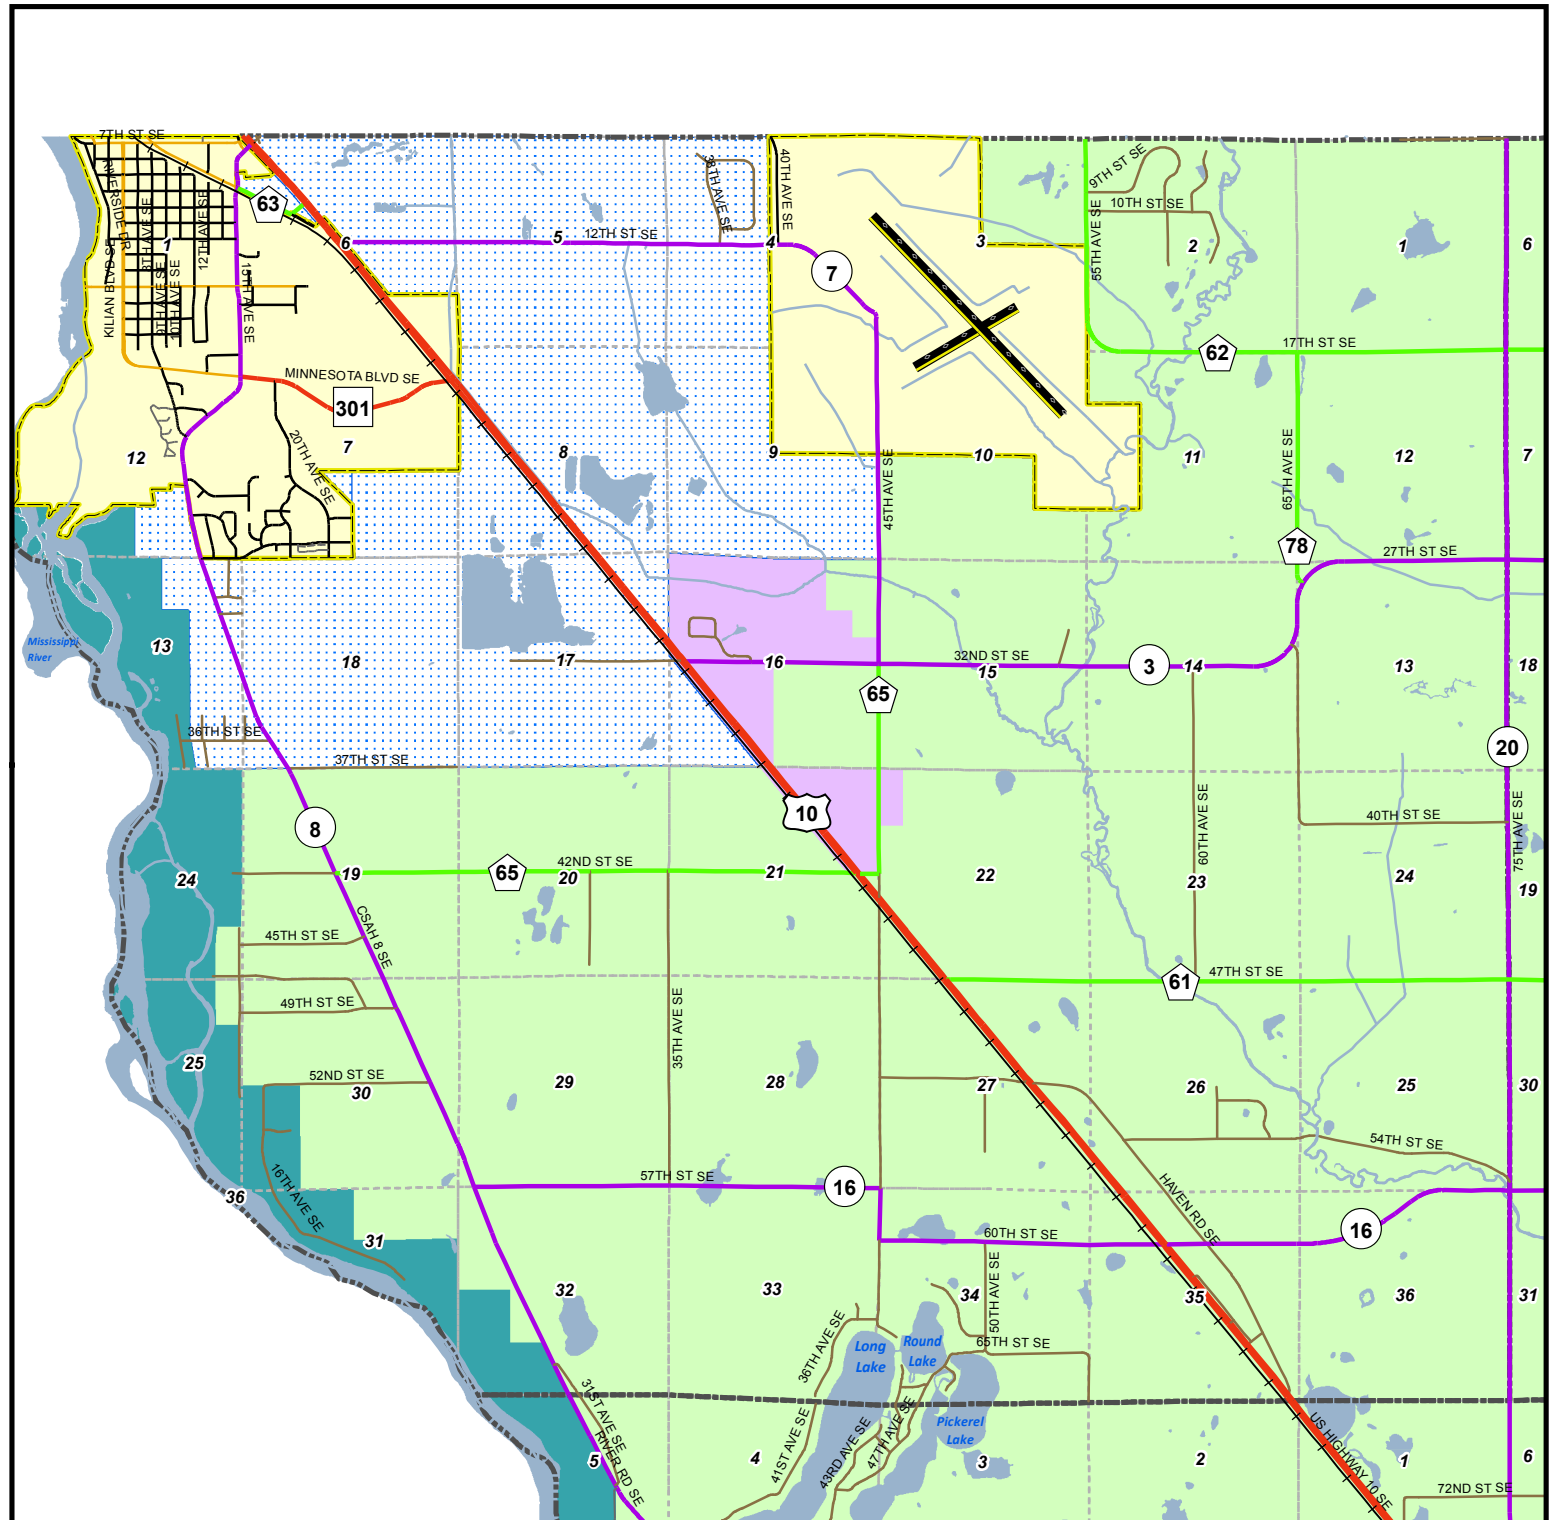 7TH ST SE
RIVERSIDE DR
KILIAN BLVD SE
8TH AVE SE
9TH AVE SE
10TH AVE SE
12TH AVE SE
15TH AVE SE
63
1
6
5
12TH ST SE
38TH AVE SE
40TH AVE SE
4
7
3
9TH ST SE
10TH ST SE
55TH AVE SE
2
1
6
62
17TH ST SE
MINNESOTA BLVD SE
301
7
20TH AVE SE
12
8
9
10
45TH AVE SE
11
65TH AVE SE
12
7
78
27TH ST SE
Mississippi
River
13
18
17
16
32ND ST SE
15
3
14
13
18
65
36TH ST SE
37TH ST SE
20
10
8
60TH AVE SE
40TH ST SE
75TH AVE SE
24
19
65
42ND ST SE
20
21
22
23
24
19
CSAH 8 SE
45TH ST SE
47TH ST SE
61
49TH ST SE
35TH AVE SE
25
52ND ST SE
30
29
28
27
26
25
30
54TH ST SE
36
16TH AVE SE
57TH ST SE
16
HAVEN RD SE
31
60TH ST SE
16
32
33
34
50TH AVE SE
35
36
31
36TH AVE SE
Long
Lake
Round
Lake
65TH ST SE
31ST AVE SE
RIVER RD SE
41ST AVE SE
43RD AVE SE
47TH AVE SE
Pickerel
Lake
US HIGHWAY 10 SE
5
4
3
2
1
6
72ND ST SE